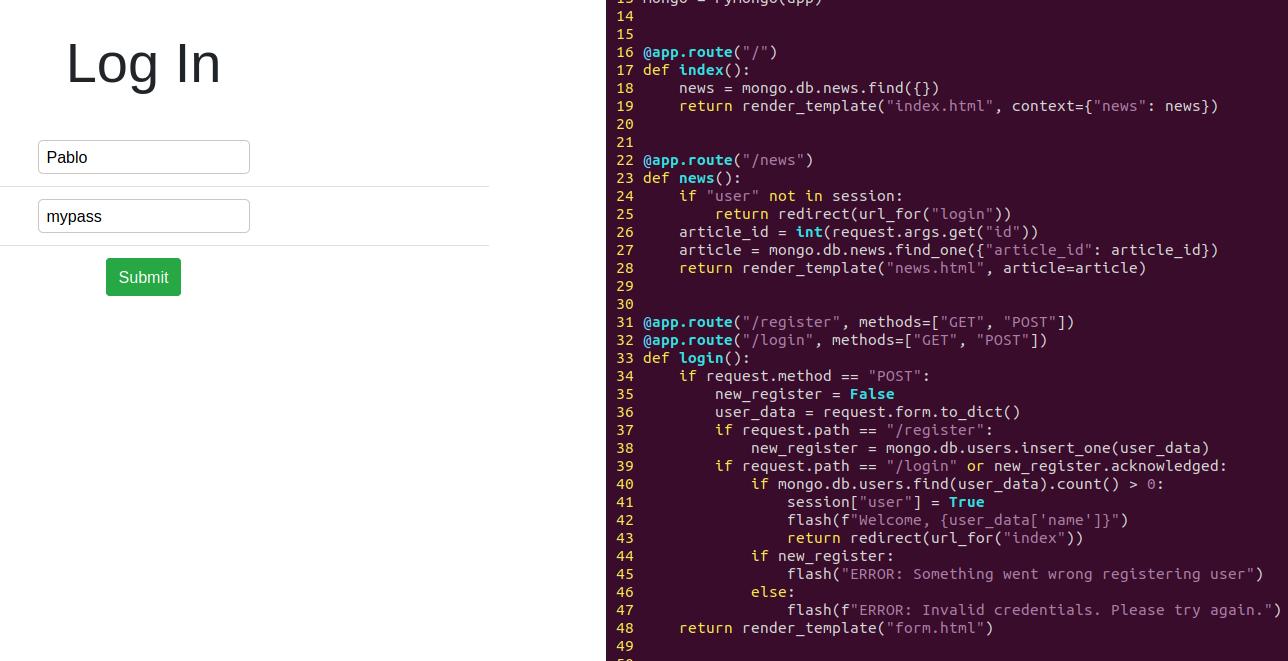 Log In
Pablo
mypass
Submit
14
15
16 @app.route("/")
17 def index():
18     news = mongo.db.news.find({})
19     return render_template("index.html", context={"news": news})
20
21
22 @app.route("/news")
23 def news():
24     if "user" not in session:
25         return redirect(url_for("login"))
26     article_id = int(request.args.get("id"))
27     article = mongo.db.news.find_one({"article_id": article_id})
28     return render_template("news.html", article=article)
29
30
31 @app.route("/register", methods=["GET", "POST"])
32 @app.route("/login", methods=["GET", "POST"])
33 def login():
34     if request.method == "POST":
35         new_register = False
36         user_data = request.form.to_dict()
37         if request.path == "/register":
38             new_register = mongo.db.users.insert_one(user_data)
39         if request.path == "/login" or new_register.acknowledged:
40             if mongo.db.users.find(user_data).count() > 0:
41                 session["user"] = True
42                 flash(f"Welcome, {user_data['name']}")
43                 return redirect(url_for("index"))
44             if new_register:
45                 flash("ERROR: Something went wrong registering user")
46             else:
47                 flash(f"ERROR: Invalid credentials. Please try again.")
48     return render_template("form.html")
49